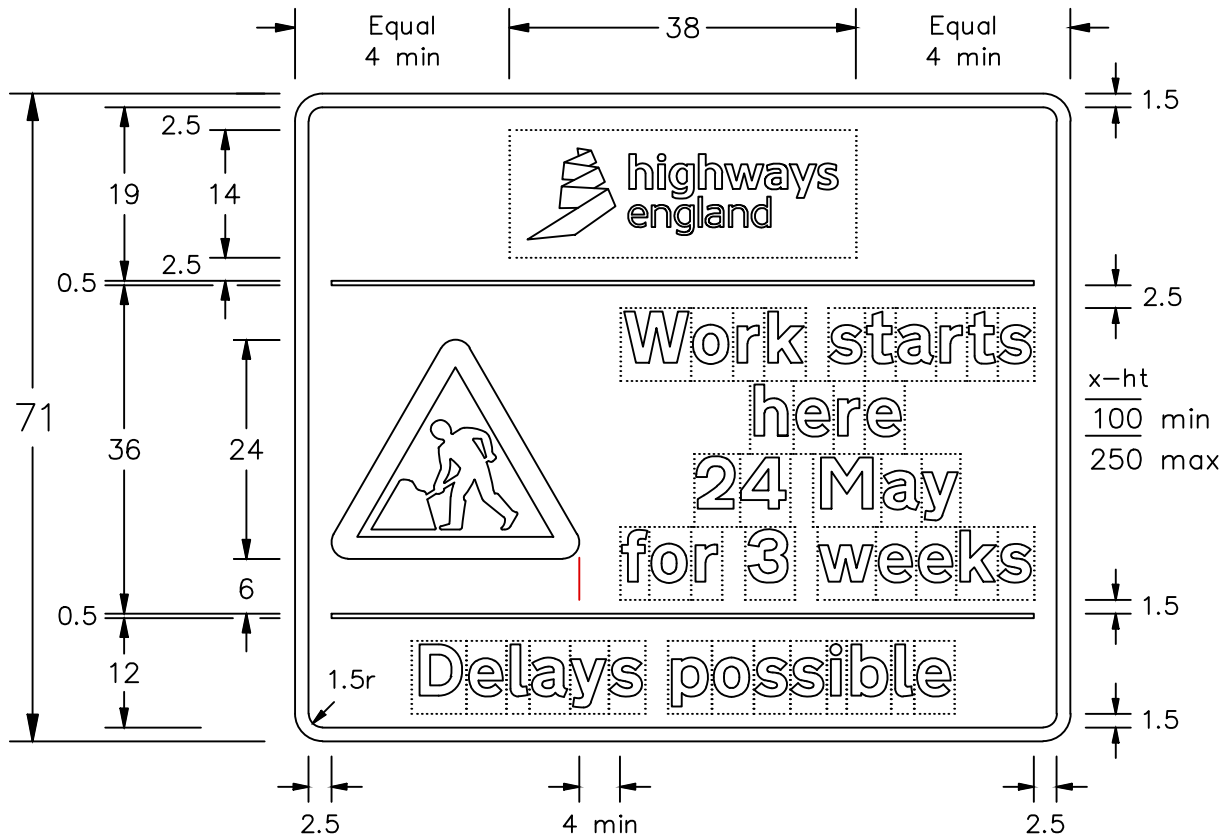 Equal
4 min
38
Equal
4 min
1.5
2.5
19
14
2.5
0.5
2.5
highways
england
Work starts
here
24 May
for 3 weeks
x-ht
100 min
250 max
71
36
24
6
0.5
1.5
12
Delays possible
1.5r
1.5
2.5
4 min
2.5